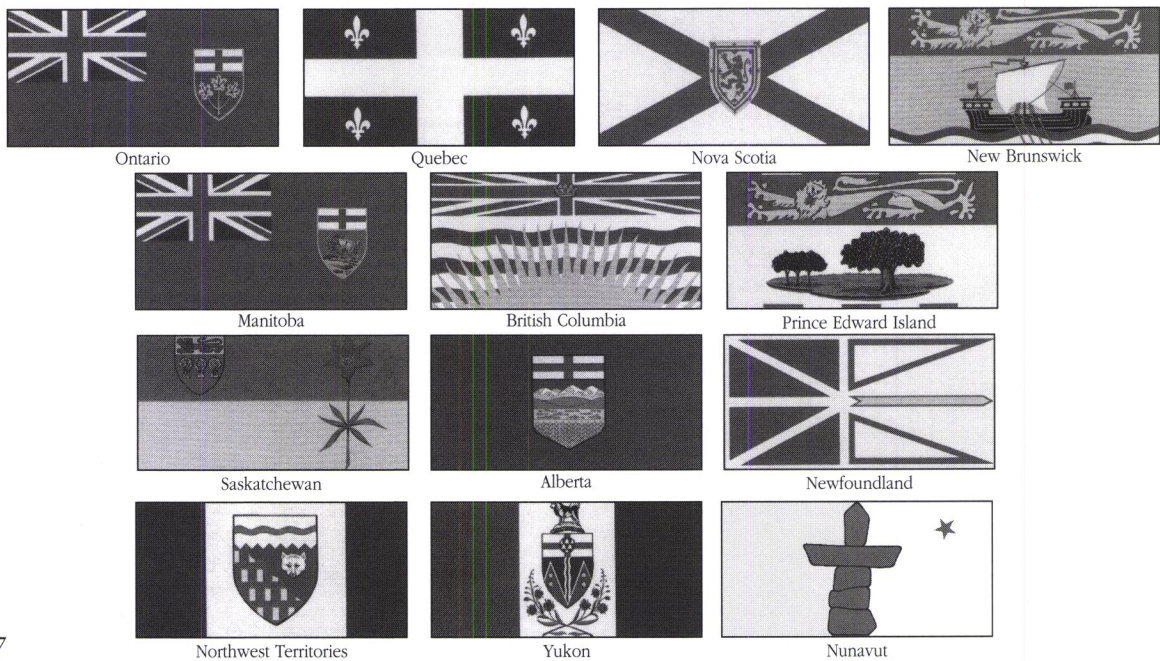 Ontario
Quebec
Nova Scotia
New Brunswick
Manitoba
British Columbia
Prince Edward Island
Saskatchewan
Alberta
Newfoundland
Northwest Territories
Yukon
Nunavut
7